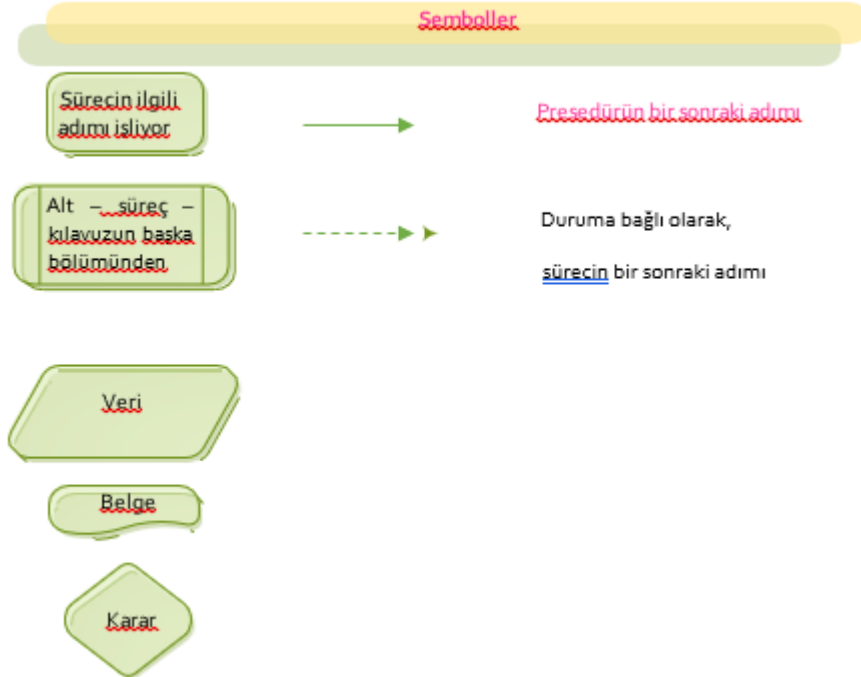 Semboller
Sürecin ilgili
adımı işliyor
Presedürün bir sonraki adımı
Alt – süreç –
kılavuzun başka
bölümünden
Duruma bağlı olarak,
sürecin bir sonraki adımı
Veri
Belge
Karar